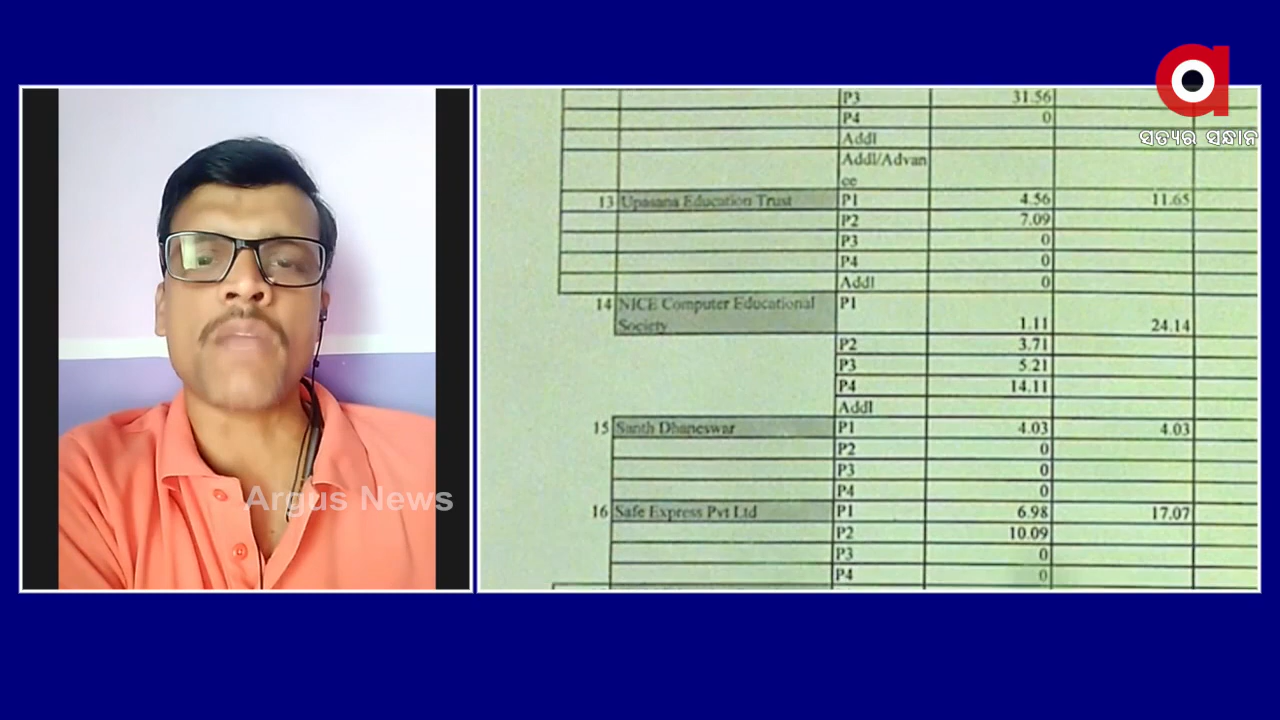 ସତ୍ୟର ସନ୍ଧାନ
Argus News
P3 31.56
P4 0
Addl
Addl/Advan
ce
13 Upasana Education Trust P1 4.56 11.65
P2 7.09
P3 0
P4 0
Addl 0
14 NICE Computer Educational P1
Society 1.11 24.14
P2 3.71
P3 5.21
P4 14.11
Addl
15 Santh Dhaneswar P1 4.03 4.03
P2 0
P3 0
P4 0
16 Safe Express Pvt Ltd P1 6.98 17.07
P2 10.09
P3 0
P4 0